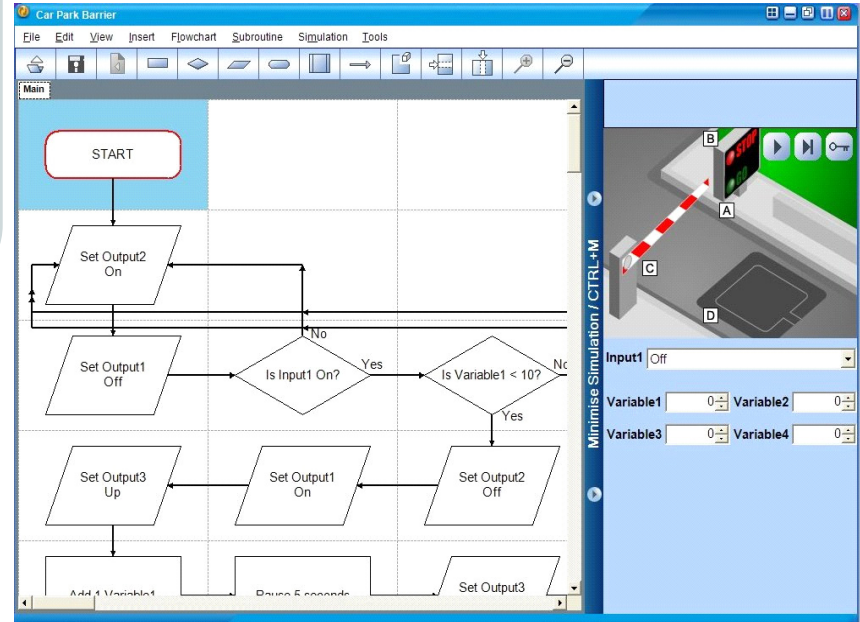 Car Park Barrier
File Edit View Insert Flowchart Subroutine Simulation Tools
Main
START
Set Output2
On
Set Output1
Off
Is Input1 On?
No
Yes
Is Variable1 < 10?
No
Yes
Set Output3
Up
Set Output1
On
Set Output2
Off
Add 1 Variable1
Pause 5 seconds
Set Output3
Minimise Simulation / CTRL+M
B
STOP
GO
A
C
D
Input1 Off
Variable1 0 Variable2 0
Variable3 0 Variable4 0